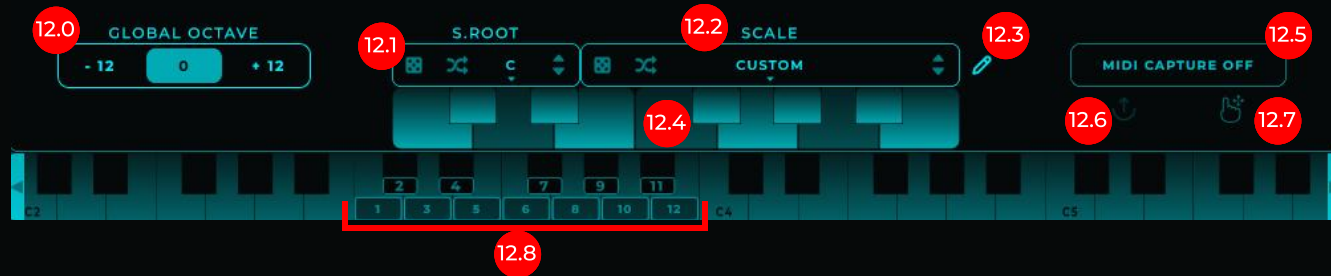 12.0
GLOBAL OCTAVE
- 12 0 + 12
12.1
S.ROOT
C
12.2
SCALE
CUSTOM
12.3
12.4
12.5
MIDI CAPTURE OFF
12.6
12.7
2 4 7 9 11
C2 1 3 5 6 8 10 12 C4 C5
12.8